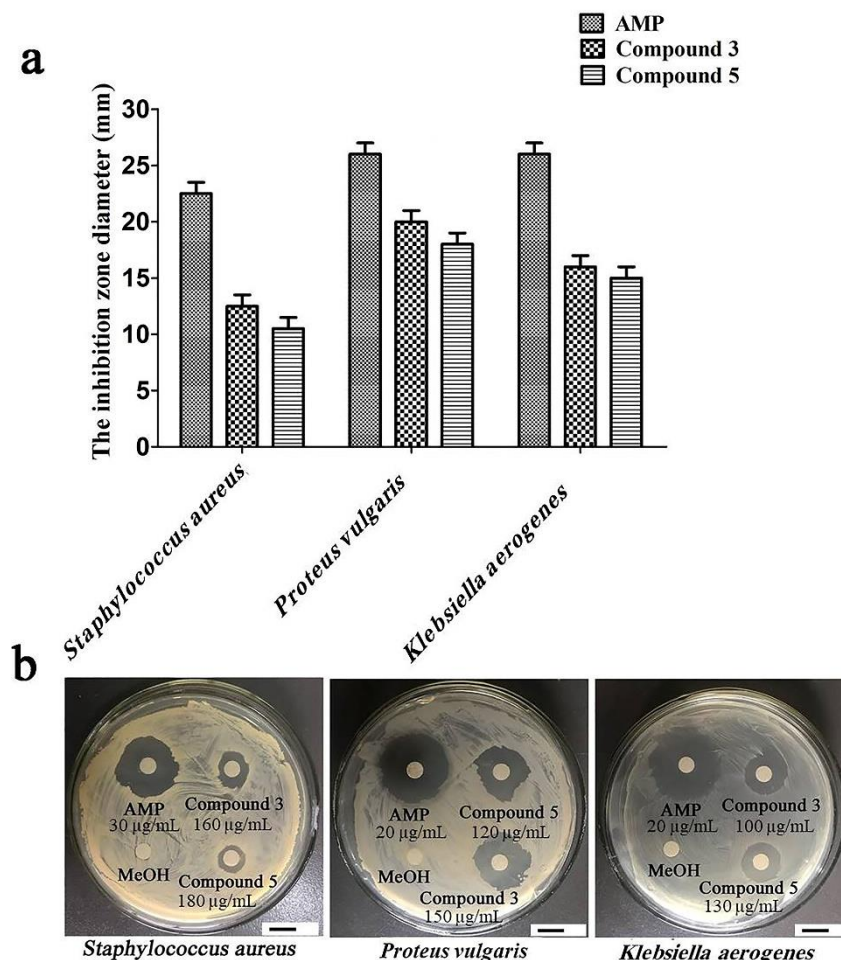 a
AMP
Compound 3
Compound 5
The inhibition zone diameter (mm)
30
25
20
15
10
5
0
Staphylococcus aureus
Proteus vulgaris
Klebsiella aerogenes
b
AMP
30 µg/mL
Compound 3
160 µg/mL
MeOH
Compound 5
180 µg/mL
Staphylococcus aureus
AMP
20 µg/mL
Compound 5
120 µg/mL
MeOH
Compound 3
150 µg/mL
Proteus vulgaris
AMP
20 µg/mL
Compound 3
100 µg/mL
MeOH
Compound 5
130 µg/mL
Klebsiella aerogenes